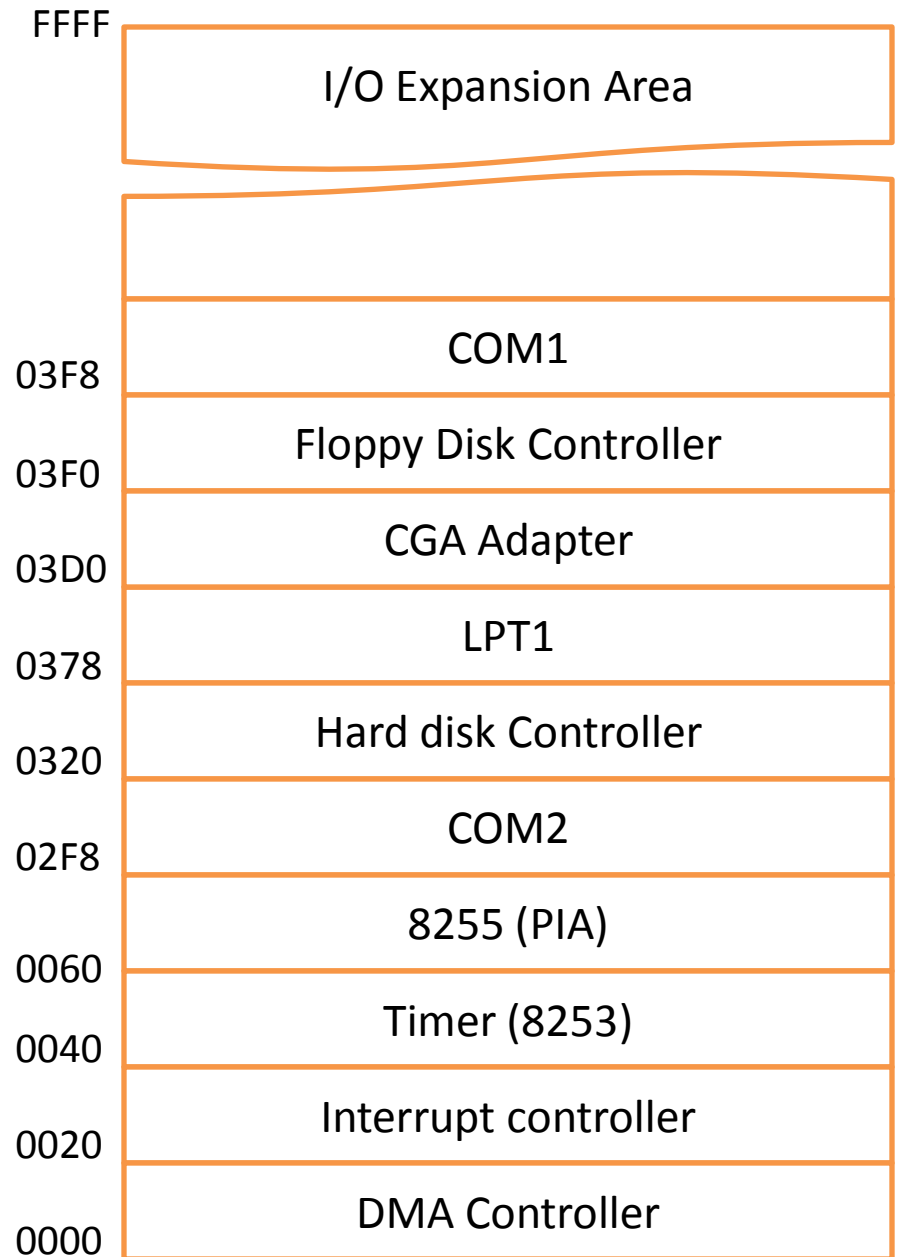 FFFF
I/O Expansion Area
COM1
03F8
Floppy Disk Controller
03F0
CGA Adapter
03D0
LPT1
0378
Hard disk Controller
0320
COM2
02F8
8255 (PIA)
0060
Timer (8253)
0040
Interrupt controller
0020
DMA Controller
0000